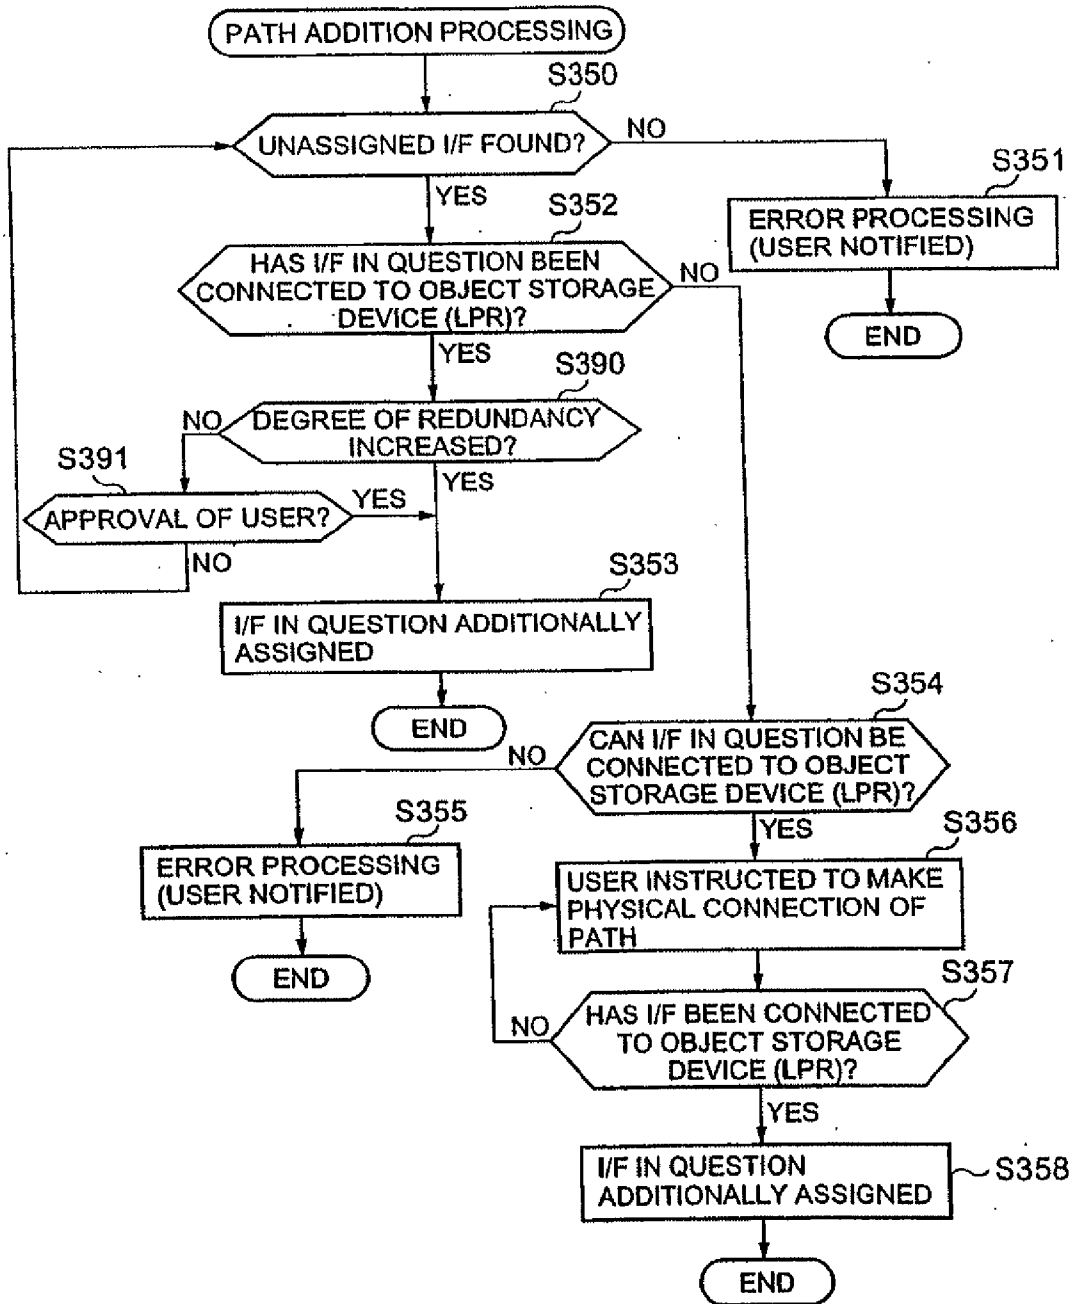 PATH ADDITION PROCESSING
S350
UNASSIGNED I/F FOUND?
NO
YES
S351
ERROR PROCESSING
(USER NOTIFIED)
END
S352
HAS I/F IN QUESTION BEEN
CONNECTED TO OBJECT STORAGE
DEVICE (LPR)?
NO
YES
S390
DEGREE OF REDUNDANCY
INCREASED?
NO
YES
S391
APPROVAL OF USER?
YES
NO
S353
I/F IN QUESTION ADDITIONALLY
ASSIGNED
END
S354
CAN I/F IN QUESTION BE
CONNECTED TO OBJECT
STORAGE DEVICE (LPR)?
NO
YES
S355
ERROR PROCESSING
(USER NOTIFIED)
END
S356
USER INSTRUCTED TO MAKE
PHYSICAL CONNECTION OF
PATH
S357
HAS I/F BEEN CONNECTED
TO OBJECT STORAGE
DEVICE (LPR)?
NO
YES
I/F IN QUESTION
ADDITIONALLY ASSIGNED
S358
END